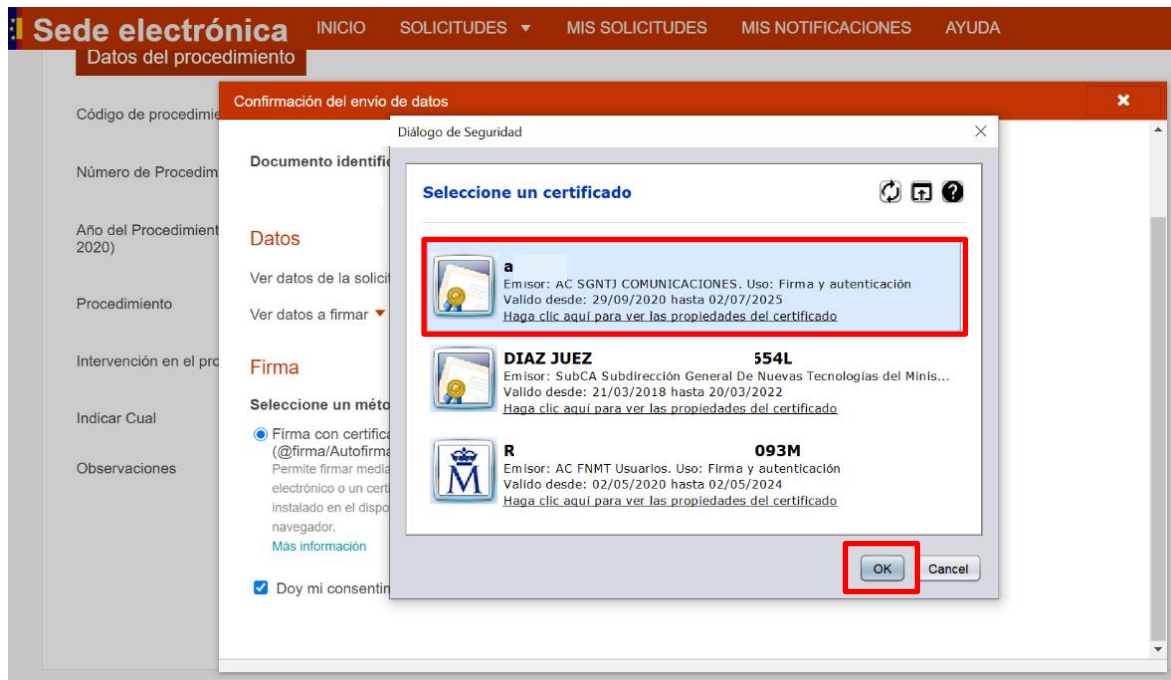 Sede electrónica INICIO SOLICITUDES MIS SOLICITUDES MIS NOTIFICACIONES AYUDA
Datos del procedimiento
Confirmación del envio de datos
Código de procedimie
Diálogo de Seguridad
Documento identific
Número de Procedim
Seleccione un certificado
Año del Procedimient
2020)
Datos
a
Emisor: AC SGNTJ COMUNICACIONES. Uso: Firma y autenticación
Valido desde: 29/09/2020 hasta 02/07/2025
Haga clic aquí para ver las propiedades del certificado
Ver datos de la solicit
Procedimiento
Ver datos a firmar
Intervención en el pro
Firma
DIAZ JUEZ 554L
Emisor: SubCA Subdirección General De Nuevas Tecnologías del Minis...
Valido desde: 21/03/2018 hasta 20/03/2022
Haga clic aquí para ver las propiedades del certificado
Seleccione un méto
Indicar Cual
Firma con certifica
(@firma/Autofirma
Permite firmar media
electrónico o un certi
instalado en el dispo
navegador.
Más información
R 093M
Emisor: AC FNMT Usuarios. Uso: Firma y autenticación
Valido desde: 02/05/2020 hasta 02/05/2024
Haga clic aquí para ver las propiedades del certificado
Observaciones
OK Cancel
Doy mi consentin